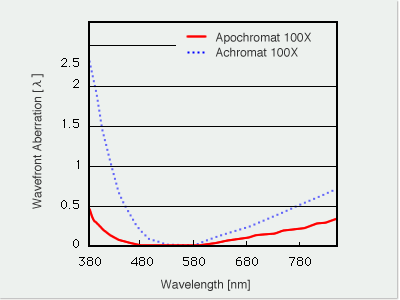 Apochromat 100X
Achromat 100X
Wavefront Aberration [λ]
2.5
2
1.5
1
0.5
0
380 480 580 680 780
Wavelength [nm]